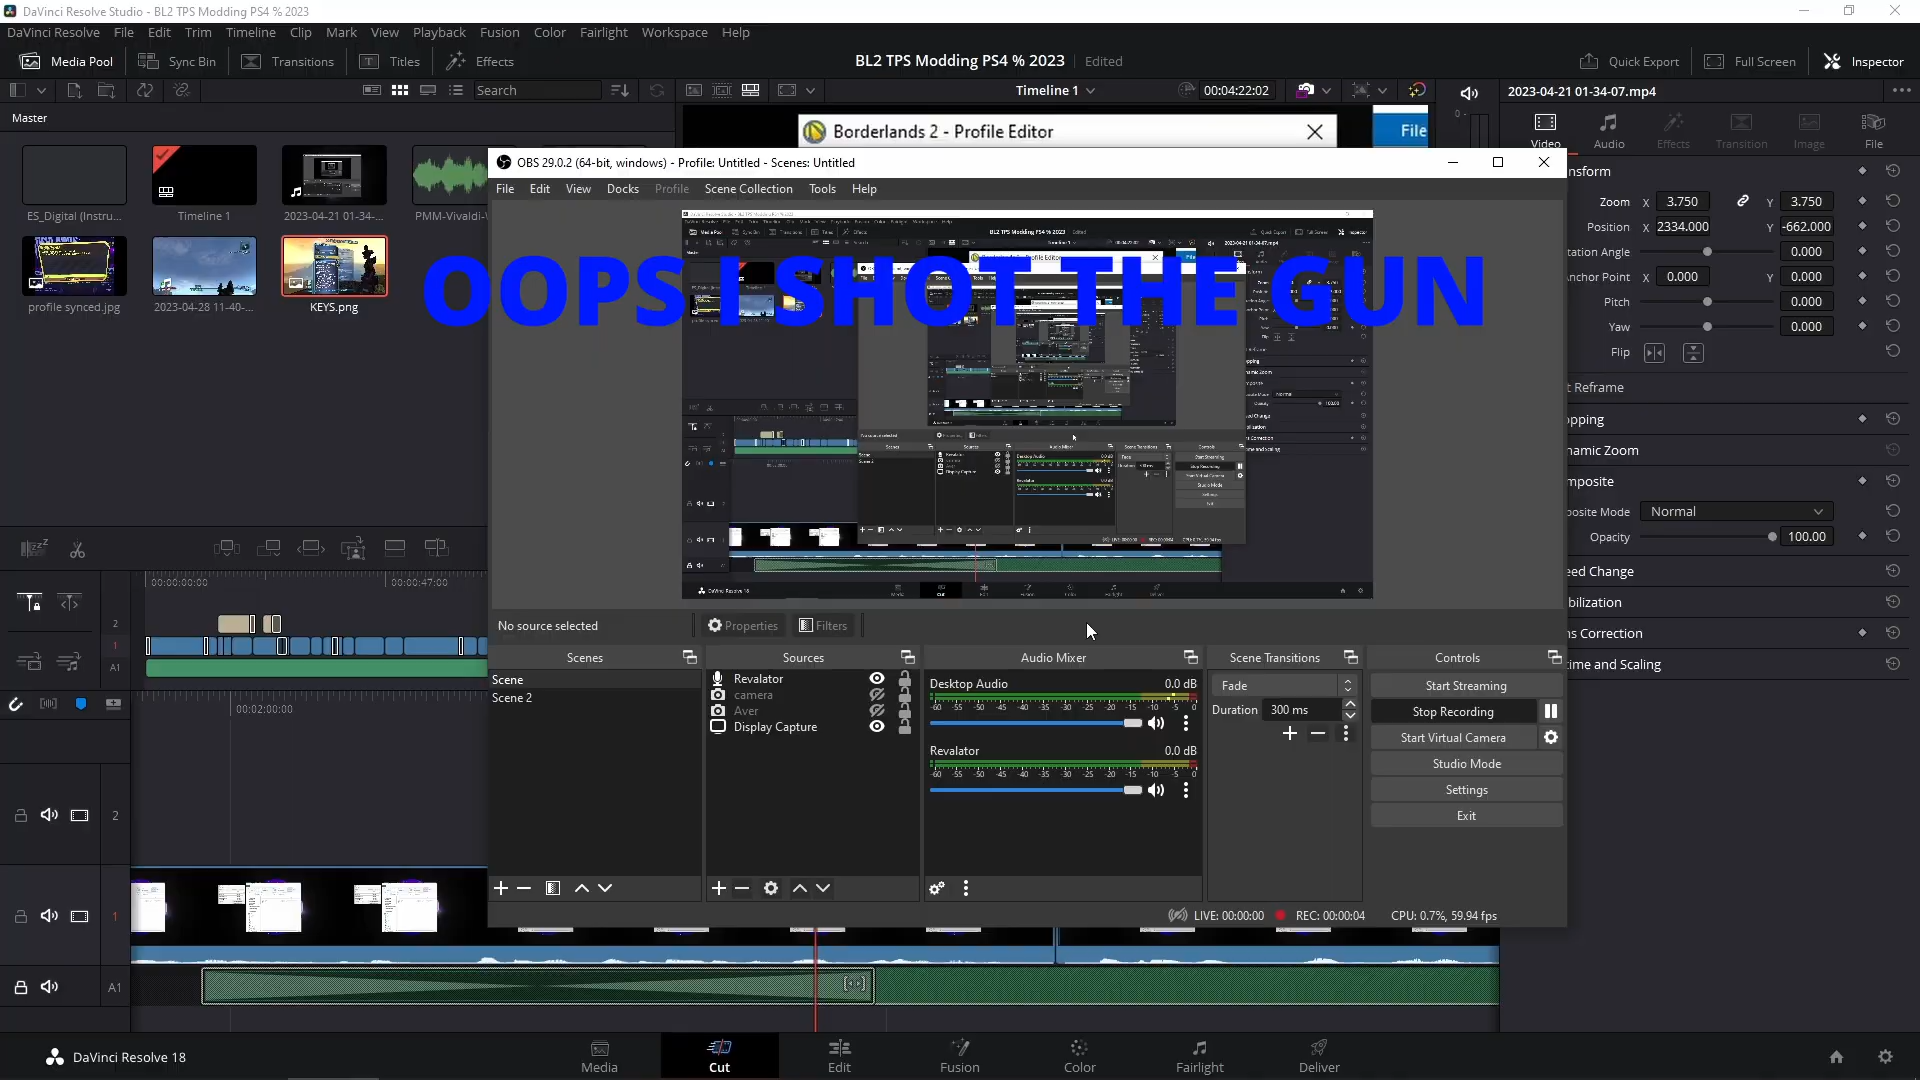 DaVinci Resolve Studio - BL2 TPS Modding PS4 % 2023
DaVinci Resolve File Edit Trim Timeline Clip Mark View Playback Fusion Color Fairlight Workspace Help
Media Pool Sync Bin Transitions Titles Effects BL2 TPS Modding PS4 % 2023 Edited Quick Export Full Screen Inspector
Search Timeline 1 00:04:22:02 2023-04-21 01-34-07.mp4
Master
Borderlands 2 - Profile Editor File
Video Audio Effects Transition Image File
OBS 29.0.2 (64-bit, windows) - Profile: Untitled - Scenes: Untitled
File Edit View Docks Profile Scene Collection Tools Help
ES_Digital (Instru... Timeline 1 2023-04-21 01-34-... PMM-Vivaldi-
profile synced.jpg 2023-04-28 11-40-... KEYS.png
OOPS I SHOT THE GUN
nsform
Zoom X 3.750 Y 3.750
Position X 2334.000 Y -662.000
tation Angle 0.000
nchor Point X 0.000 Y 0.000
Pitch 0.000
Yaw 0.000
Flip
t Reframe
opping
namic Zoom
mposite
posite Mode Normal
Opacity 100.00
eed Change
bilization
ns Correction
time and Scaling
00:00:00:00 00:00:47:00
2
1
A1
00:02:00:00
2
1
A1
No source selected Properties Filters
Scenes Sources Audio Mixer Scene Transitions Controls
Scene
Scene 2
Revalator
camera
Aver
Display Capture
Desktop Audio 0.0 dB
-60 -55 -50 -45 -40 -35 -30 -25 -20 -15 -10 -5 0
Revalator 0.0 dB
-60 -55 -50 -45 -40 -35 -30 -25 -20 -15 -10 -5 0
Fade
Duration 300 ms
Start Streaming
Stop Recording
Start Virtual Camera
Studio Mode
Settings
Exit
LIVE: 00:00:00 REC: 00:00:04 CPU: 0.7%, 59.94 fps
DaVinci Resolve 18 Media Cut Edit Fusion Color Fairlight Deliver